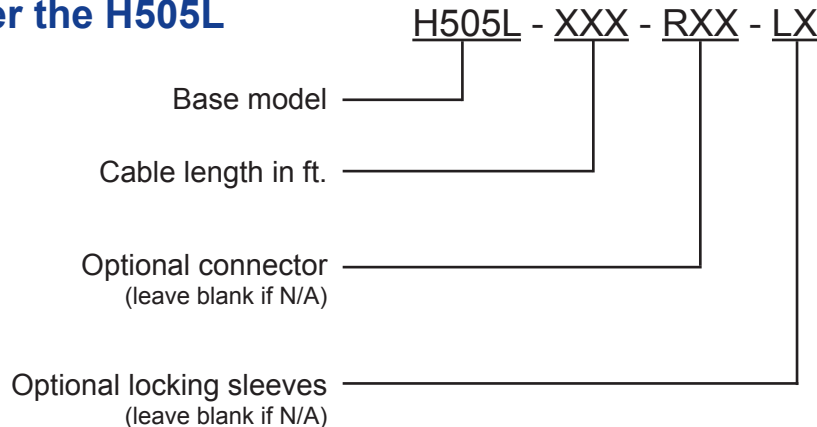 er the H505L
H505L - XXX - RXX - LX
Base model
Cable length in ft.
Optional connector
(leave blank if N/A)
Optional locking sleeves
(leave blank if N/A)